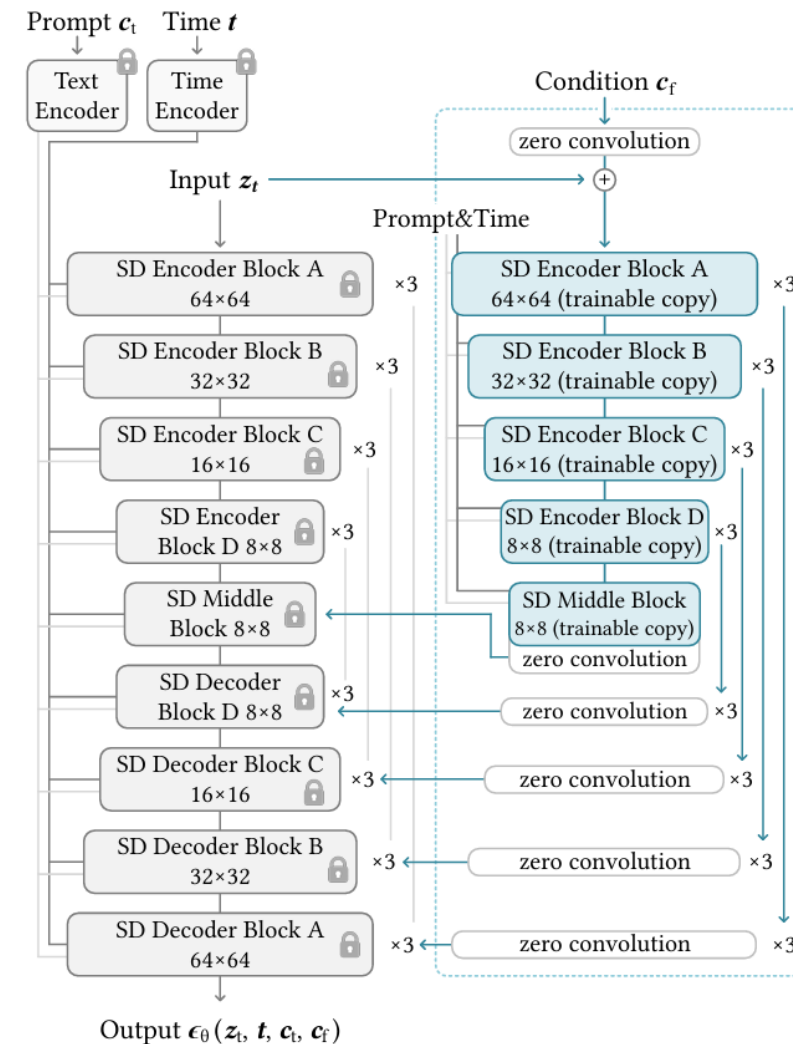 Prompt cₜ
Time t
Text
Encoder
Time
Encoder
Input zₜ
SD Encoder Block A
64×64
×3
SD Encoder Block B
32×32
×3
SD Encoder Block C
16×16
×3
SD Encoder
Block D 8×8
×3
SD Middle
Block 8×8
SD Decoder
Block D 8×8
×3
SD Decoder Block C
16×16
×3
SD Decoder Block B
32×32
×3
SD Decoder Block A
64×64
×3
Output ϵθ(zₜ, t, cₜ, c_f)
Condition c_f
zero convolution
+
Prompt&Time
SD Encoder Block A
64×64 (trainable copy)
×3
SD Encoder Block B
32×32 (trainable copy)
×3
SD Encoder Block C
16×16 (trainable copy)
×3
SD Encoder Block D
8×8 (trainable copy)
×3
SD Middle Block
8×8 (trainable copy)
zero convolution
zero convolution
×3
zero convolution
×3
zero convolution
×3
zero convolution
×3